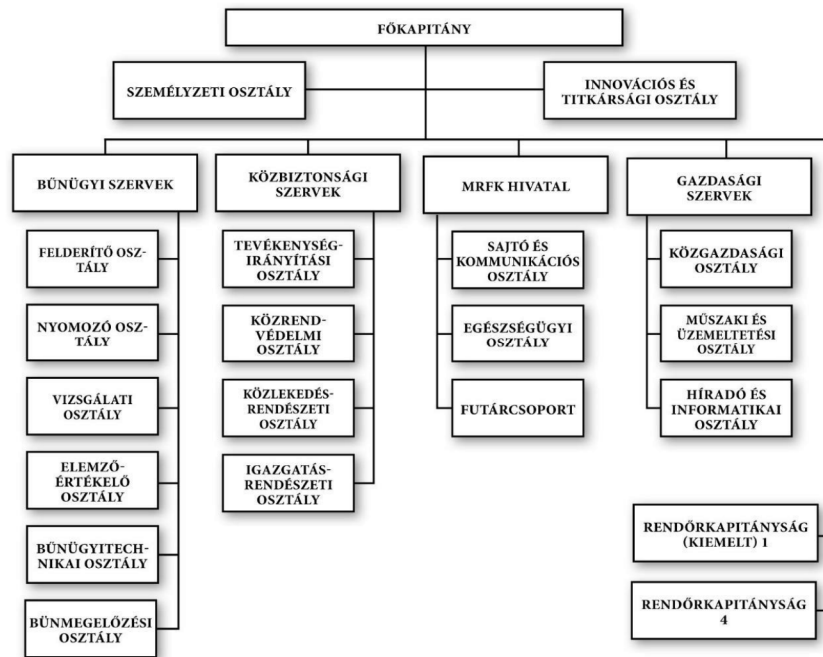 FŐKAPITÁNY
SZEMÉLYZETI OSZTÁLY
INNOVÁCIÓS ÉS
TITKÁRSÁGI OSZTÁLY
BŰNÜGYI SZERVEK
KÖZBIZTONSÁGI
SZERVEK
MRFK HIVATAL
GAZDASÁGI
SZERVEK
FELDERÍTŐ OSZ-
TÁLY
NYOMOZÓ OSZ-
TÁLY
VIZSGÁLATI
OSZTÁLY
ELEMZŐ-
ÉRTÉKELŐ
OSZTÁLY
BŰNÜGYITECH-
NIKAI OSZTÁLY
BÜNMEGELŐZÉSI
OSZTÁLY
TEVÉKENYSÉG-
IRÁNYÍTÁSI
OSZTÁLY
KÖZREND-
VÉDELMI
OSZTÁLY
KÖZLEKEDÉS-
RENDÉSZETI
OSZTÁLY
IGAZGATÁS-
RENDÉSZETI
OSZTÁLY
SAJTÓ ÉS
KOMMUNIKÁCIÓS
OSZTÁLY
EGÉSZSÉGÜGYI
OSZTÁLY
FUTÁRCSOPORT
KÖZGAZDASÁGI
OSZTÁLY
MŰSZAKI ÉS
ÜZEMELTETÉSI
OSZTÁLY
HÍRADÓ ÉS
INFORMATIKAI
OSZTÁLY
RENDŐRKAPITÁNYSÁG
(KIEMELT) 1
RENDŐRKAPITÁNYSÁG
4